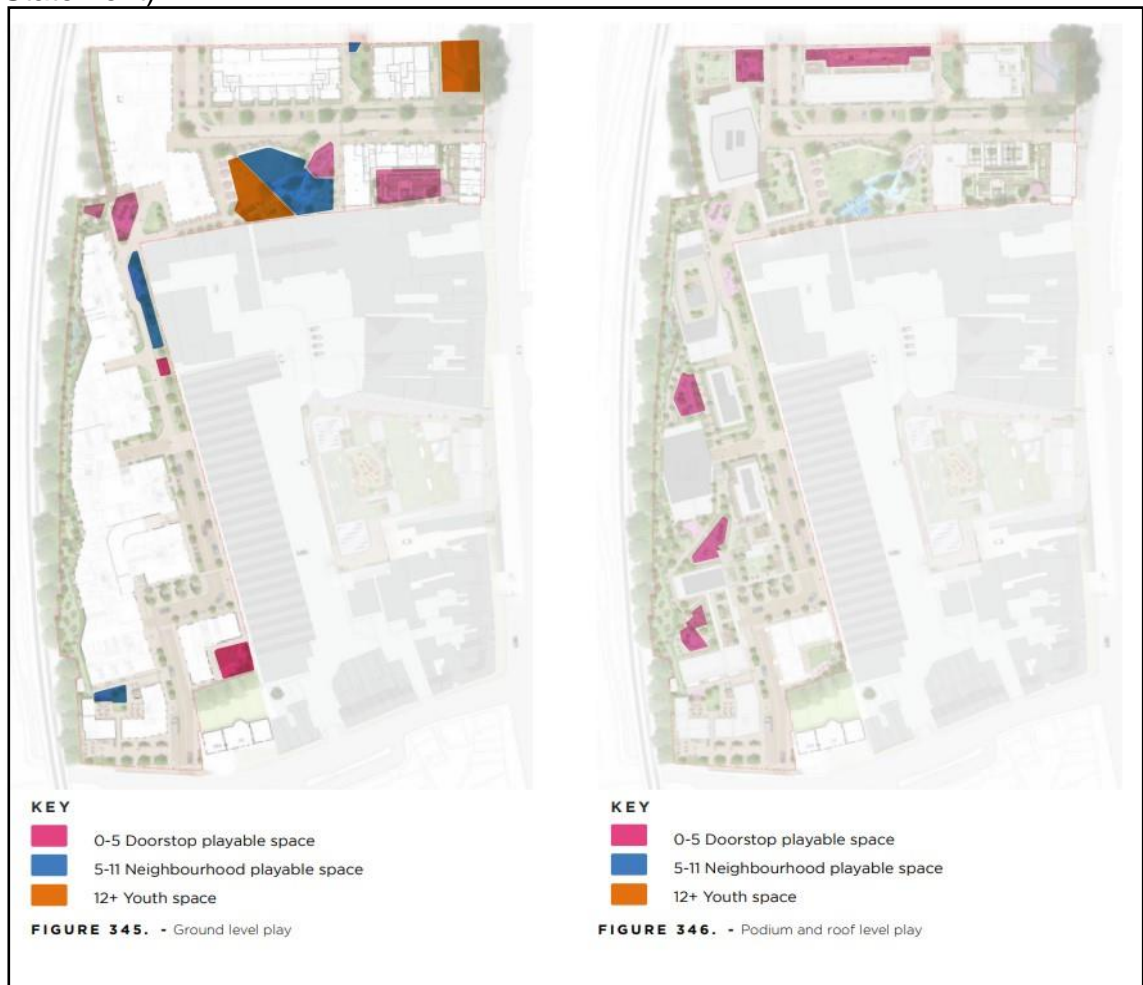 KEY
0-5 Doorstop playable space
5-11 Neighbourhood playable space
12+ Youth space
FIGURE 345. - Ground level play
KEY
0-5 Doorstop playable space
5-11 Neighbourhood playable space
12+ Youth space
FIGURE 346. - Podium and roof level play